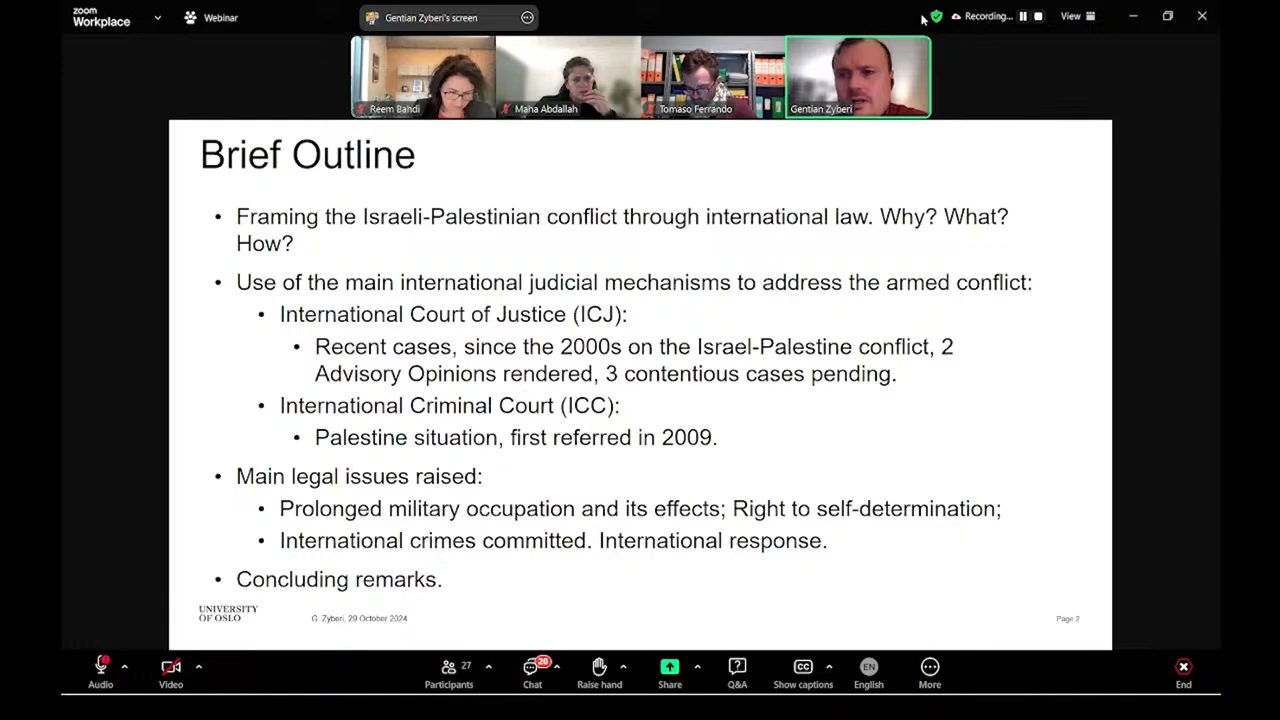 zoom
Workplace
Webinar
Gentian Zyberi's screen
Recording...
View
Reem Bahdi
Maha Abdallah
Tomaso Ferrando
Gentian Zyberi
Brief Outline
• Framing the Israeli-Palestinian conflict through international law. Why? What?
How?
• Use of the main international judicial mechanisms to address the armed conflict:
• International Court of Justice (ICJ):
• Recent cases, since the 2000s on the Israel-Palestine conflict, 2
Advisory Opinions rendered, 3 contentious cases pending.
• International Criminal Court (ICC):
• Palestine situation, first referred in 2009.
• Main legal issues raised:
• Prolonged military occupation and its effects; Right to self-determination;
• International crimes committed. International response.
• Concluding remarks.
UNIVERSITY
OF OSLO
G. Zyberi, 29 October 2024
Page 2
Audio
Video
27
Participants
20
Chat
Raise hand
Share
Q&A
CC
Show captions
EN
English
More
End